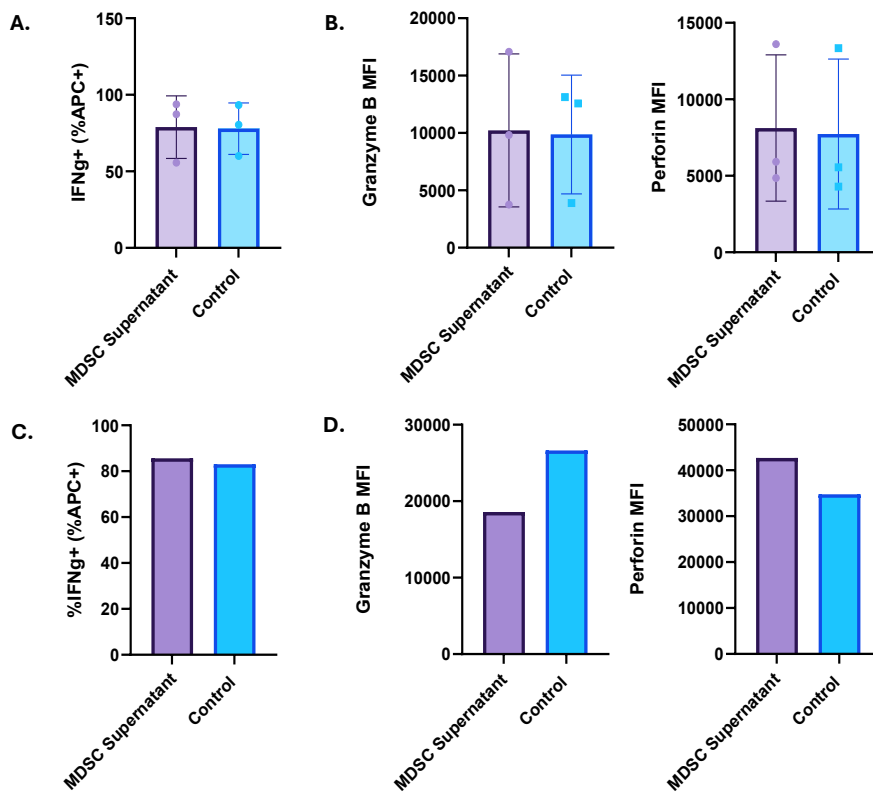 A.
IFNg+ (%APC+)
150
100
50
0
MDSC Supernatant
Control
B.
Granzyme B MFI
20000
15000
10000
5000
0
MDSC Supernatant
Control
Perforin MFI
15000
10000
5000
0
MDSC Supernatant
Control
C.
%IFNg+ (%APC+)
100
80
60
40
20
0
MDSC Supernatant
Control
D.
Granzyme B MFI
30000
20000
10000
0
MDSC Supernatant
Control
Perforin MFI
50000
40000
30000
20000
10000
0
MDSC Supernatant
Control